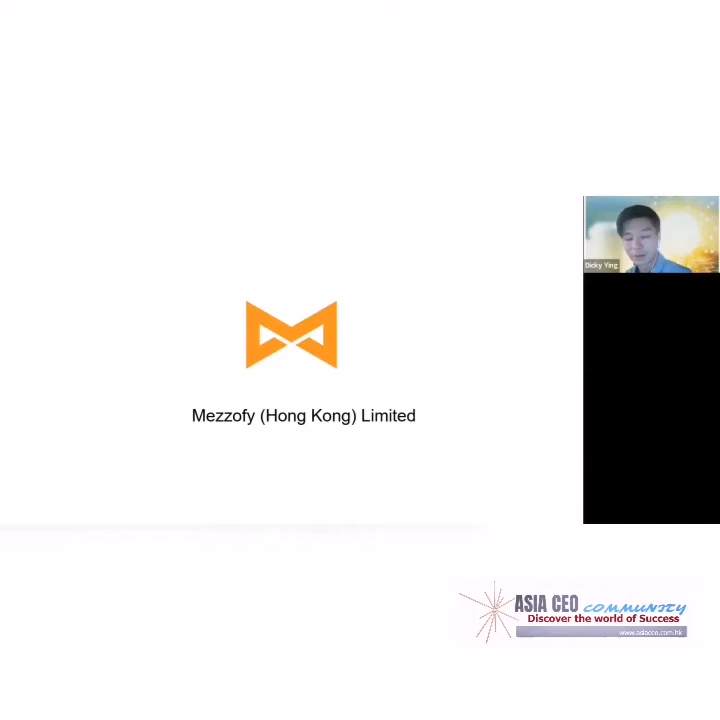 Mezzofy (Hong Kong) Limited
Dicky Ying
ASIA CEO COMMUNITY
Discover the world of Success
www.asiaceo.com.hk